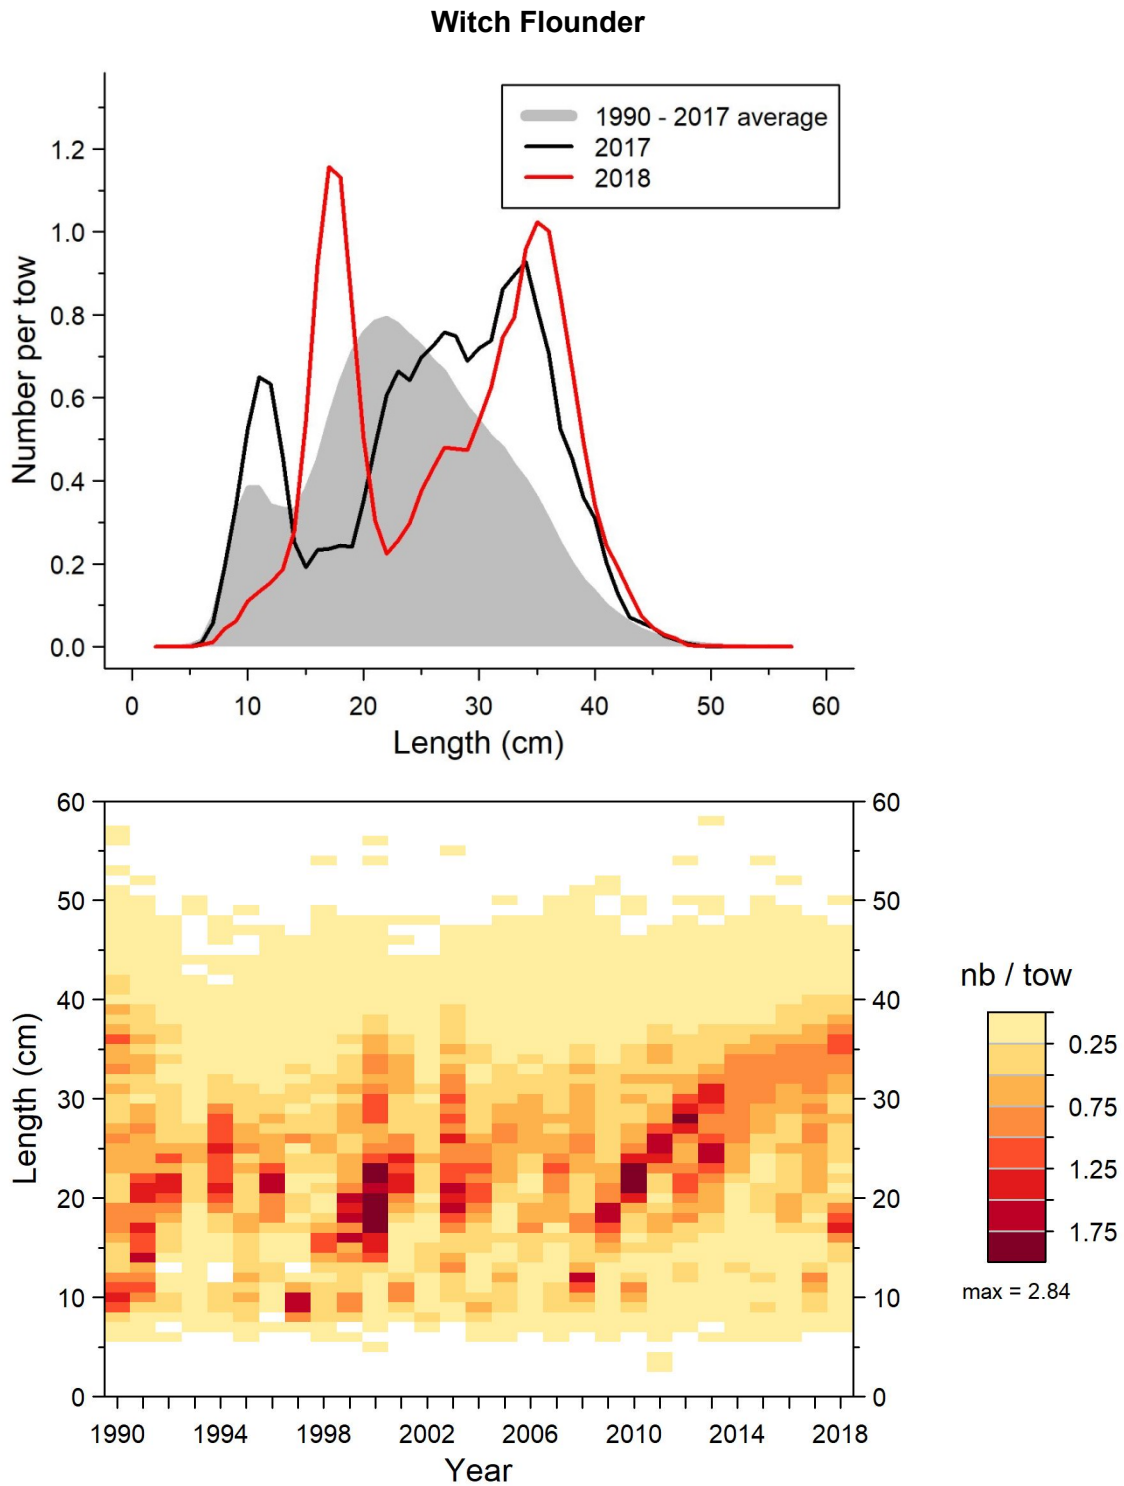 Witch Flounder
1990 - 2017 average
2017
2018
Number per tow
1.2
1.0
0.8
0.6
0.4
0.2
0.0
0 10 20 30 40 50 60
Length (cm)
60 60
50 50
40 40
30 30
20 20
10 10
0 0
Length (cm)
1990 1994 1998 2002 2006 2010 2014 2018
Year
nb / tow
0.25
0.75
1.25
1.75
max = 2.84